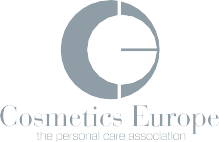 Cosmetics Europe
the personal care association